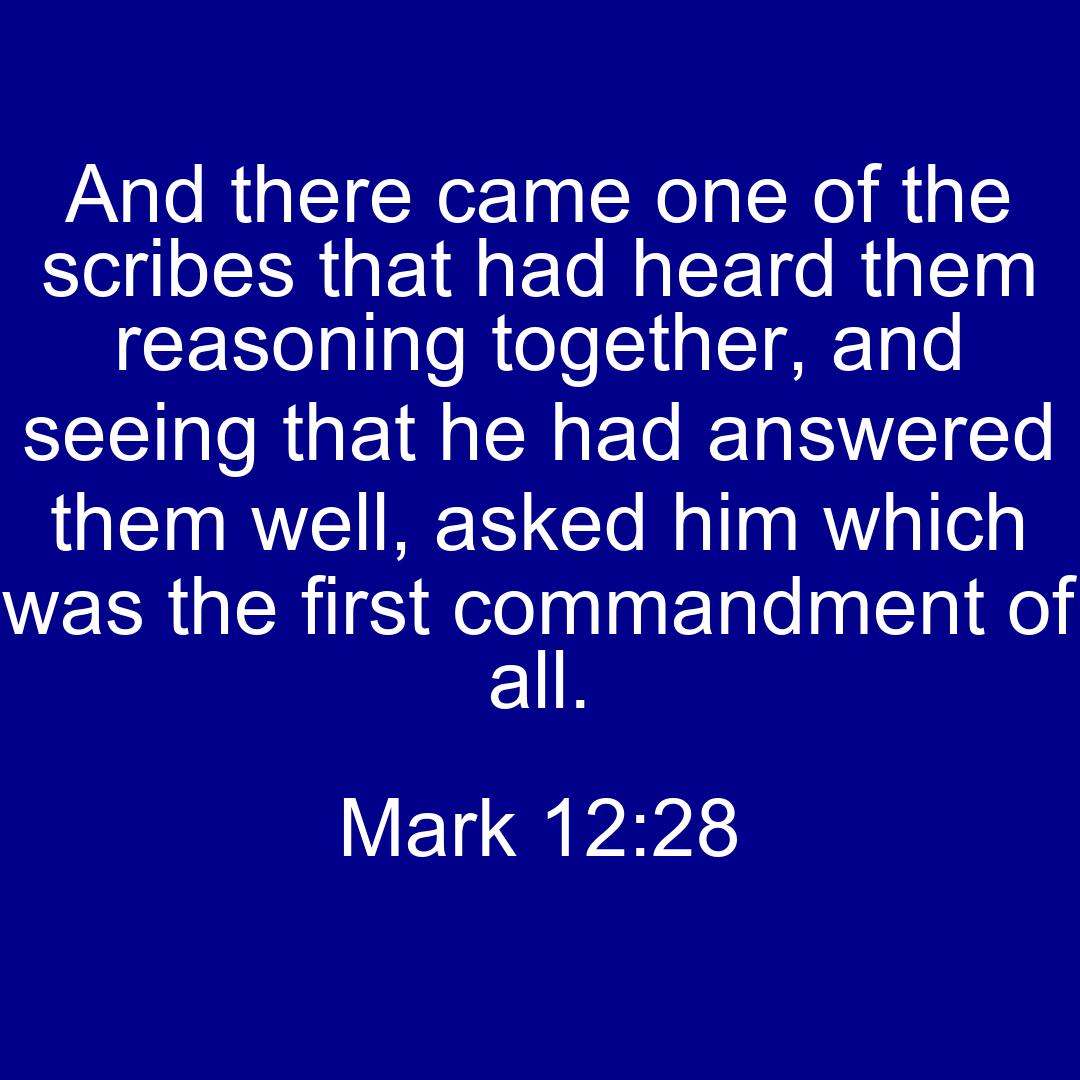 And there came one of the
scribes that had heard them
reasoning together, and
seeing that he had answered
them well, asked him which
was the first commandment of
all.
Mark 12:28